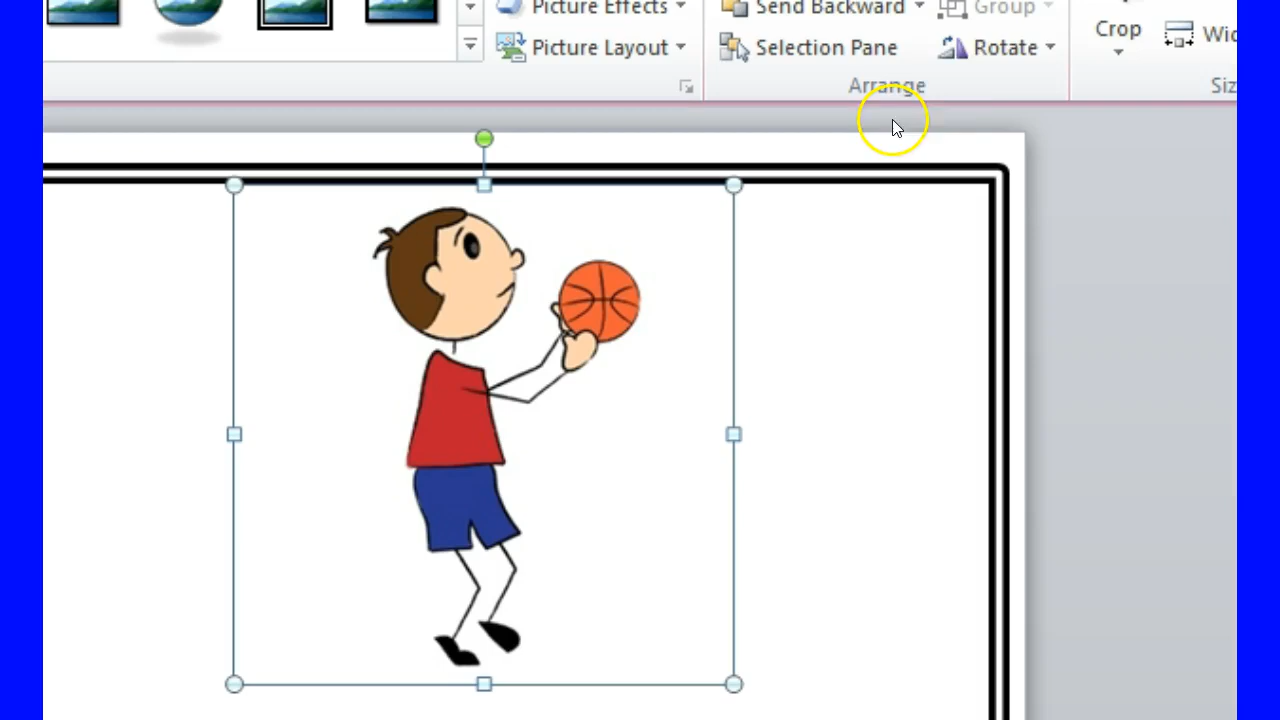 Picture Effects
Send Backward
Group
Picture Layout
Selection Pane
Rotate
Crop
Arrange